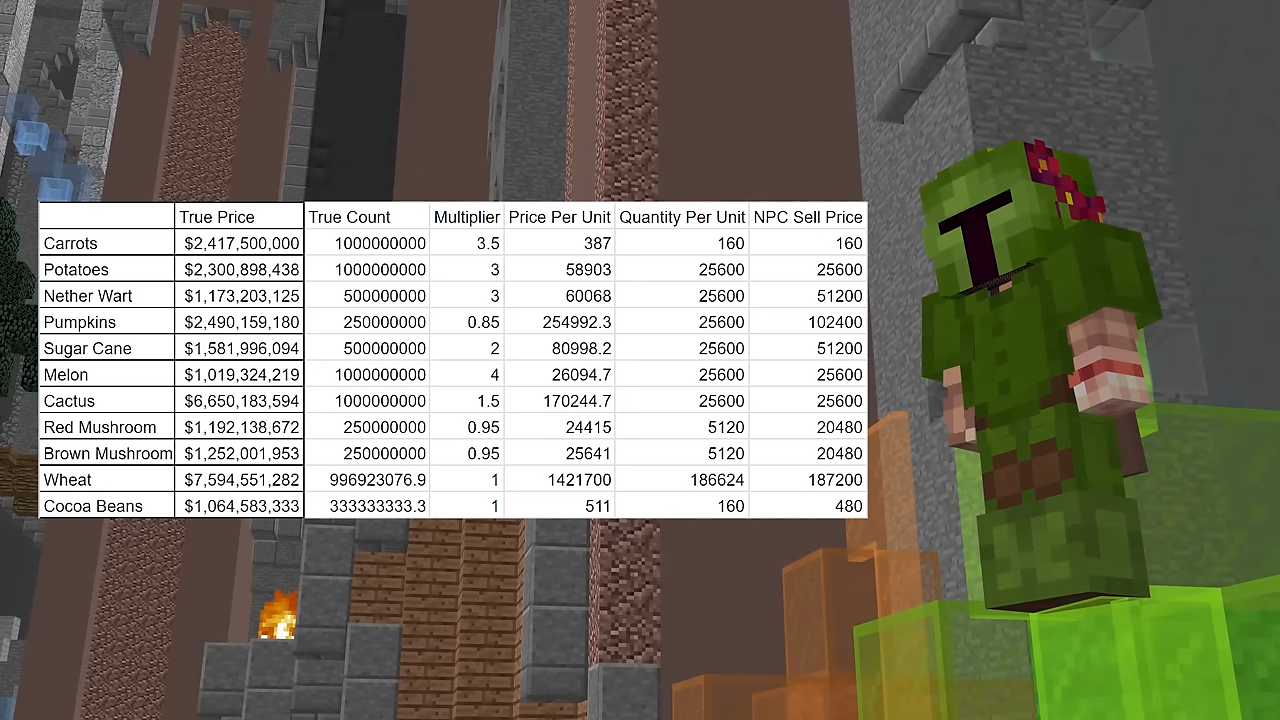 True Price True Count Multiplier Price Per Unit Quantity Per Unit NPC Sell Price
Carrots $2,417,500,000 1000000000 3.5 387 160 160
Potatoes $2,300,898,438 1000000000 3 58903 25600 25600
Nether Wart $1,173,203,125 500000000 3 60068 25600 51200
Pumpkins $2,490,159,180 250000000 0.85 254992.3 25600 102400
Sugar Cane $1,581,996,094 500000000 2 80998.2 25600 51200
Melon $1,019,324,219 1000000000 4 26094.7 25600 25600
Cactus $6,650,183,594 1000000000 1.5 170244.7 25600 25600
Red Mushroom $1,192,138,672 250000000 0.95 24415 5120 20480
Brown Mushroom $1,252,001,953 250000000 0.95 25641 5120 20480
Wheat $7,594,551,282 996923076.9 1 1421700 186624 187200
Cocoa Beans $1,064,583,333 333333333.3 1 511 160 480